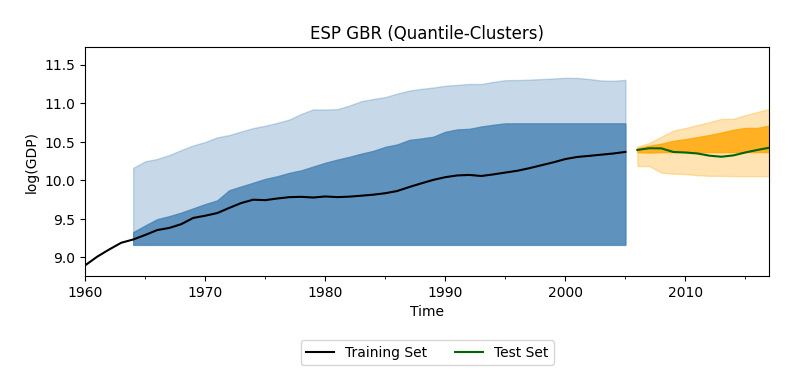 ESP GBR (Quantile-Clusters)
11.5
11.0
10.5
10.0
9.5
9.0
log(GDP)
1960 1970 1980 1990 2000 2010
Time
Training Set Test Set